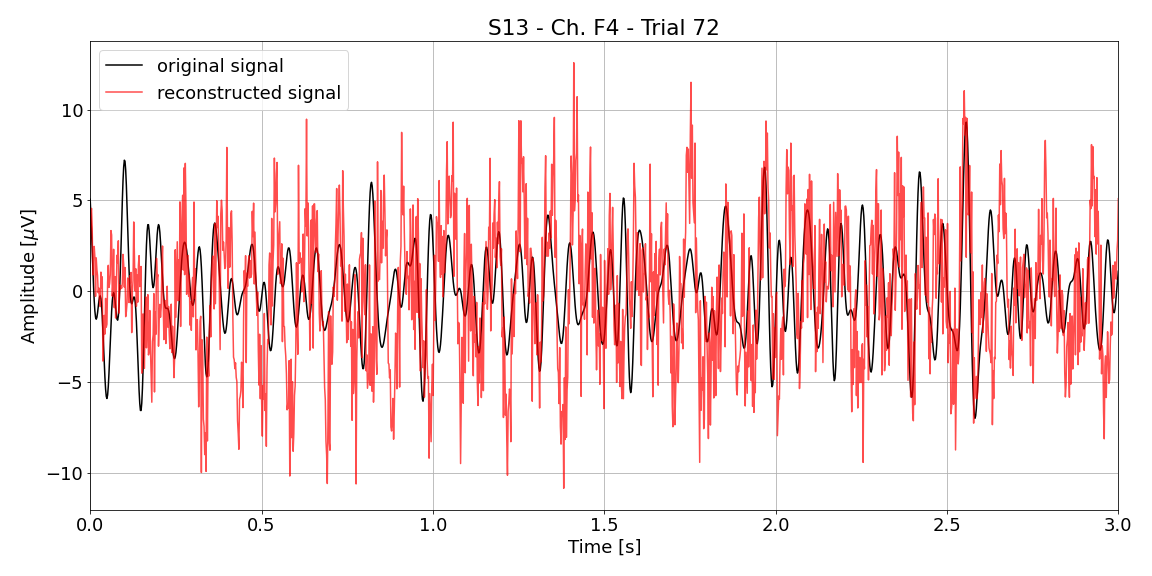 S13 - Ch. F4 - Trial 72
original signal
reconstructed signal
Amplitude [μV]
10
5
0
−5
−10
0.0 0.5 1.0 1.5 2.0 2.5 3.0
Time [s]